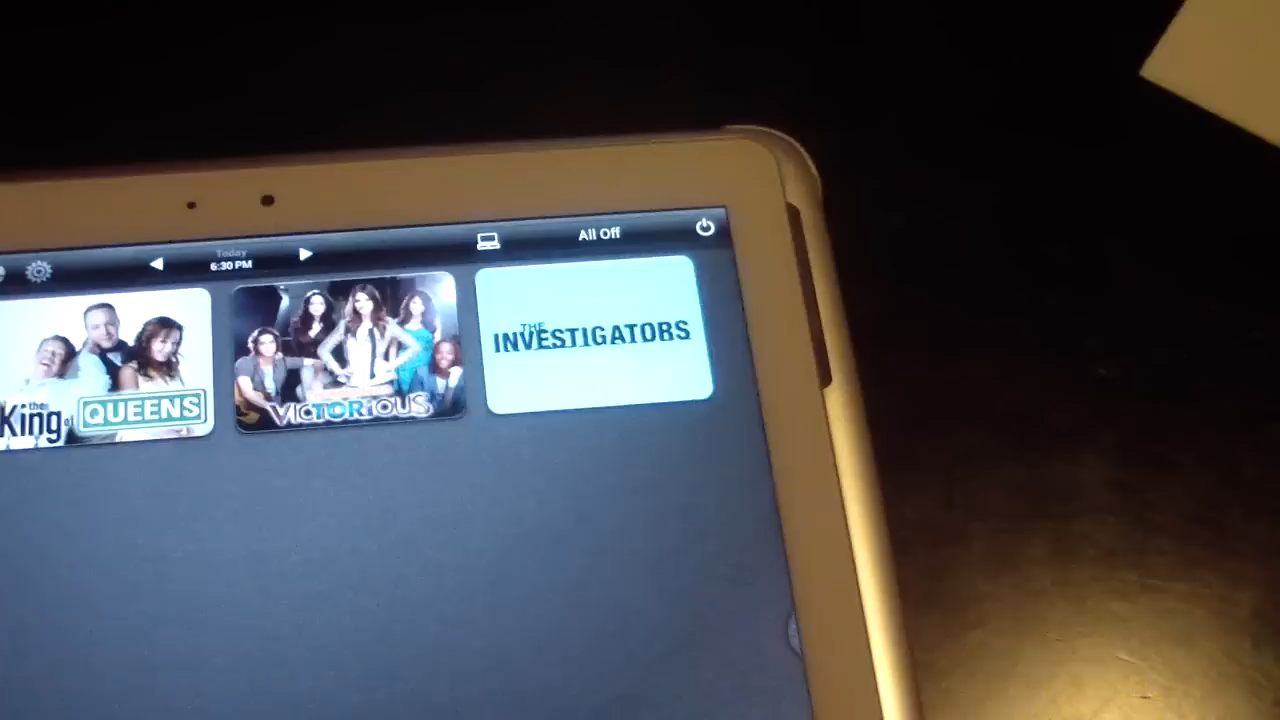 Today
6:30 PM
All Off
the
King of
QUEENS
VICTORIOUS
THE
INVESTIGATORS